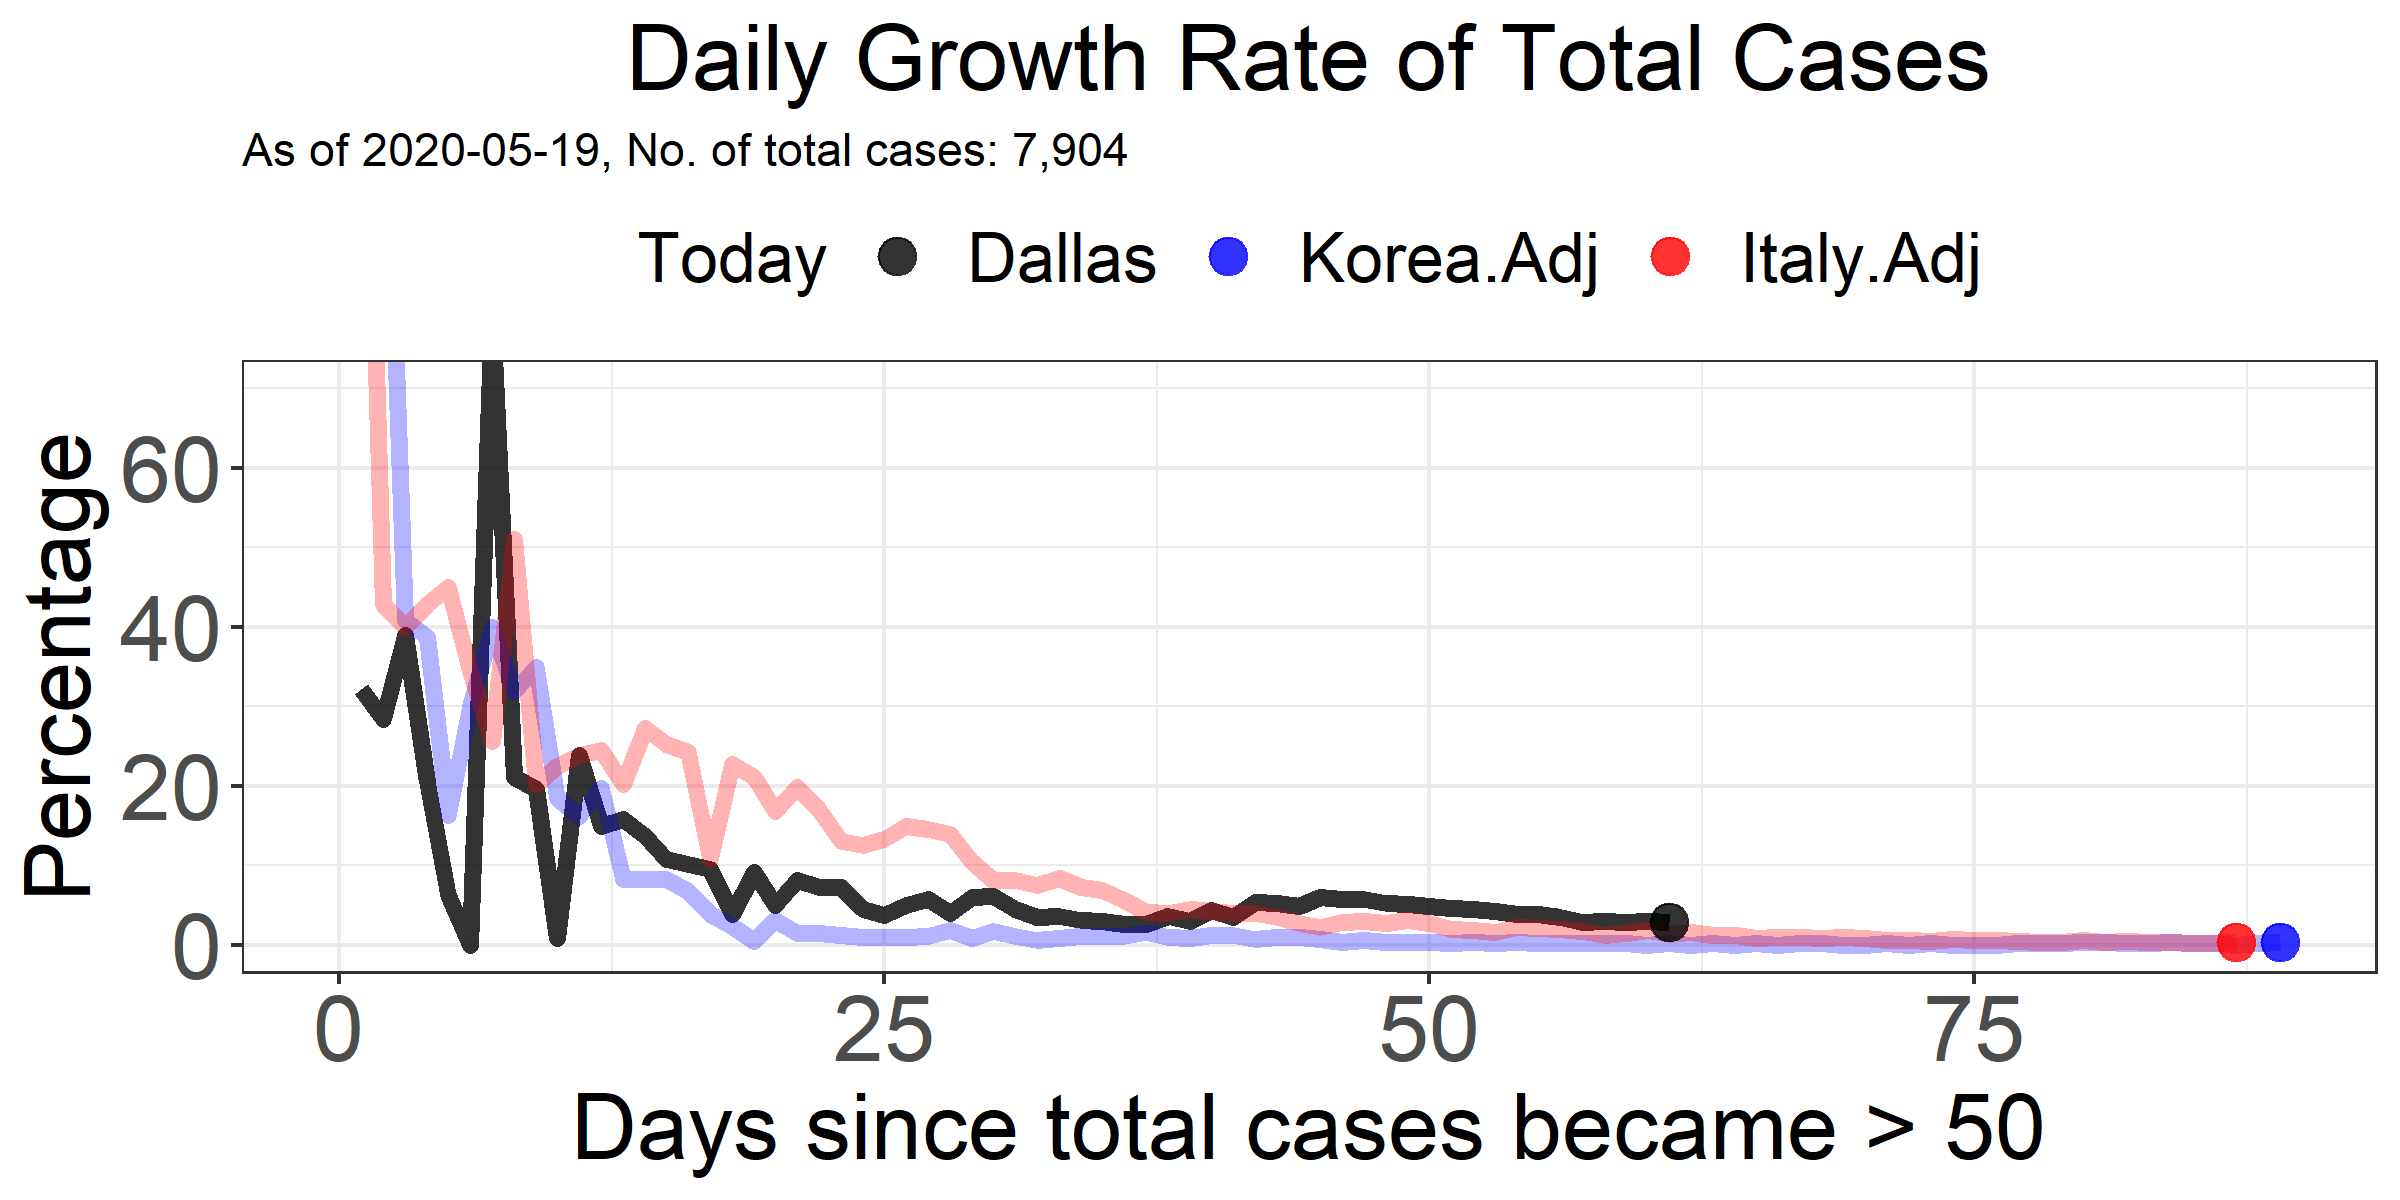 Daily Growth Rate of Total Cases
As of 2020-05-19, No. of total cases: 7,904
Today Dallas Korea.Adj Italy.Adj
Percentage
60
40
20
0
0 25 50 75
Days since total cases became > 50